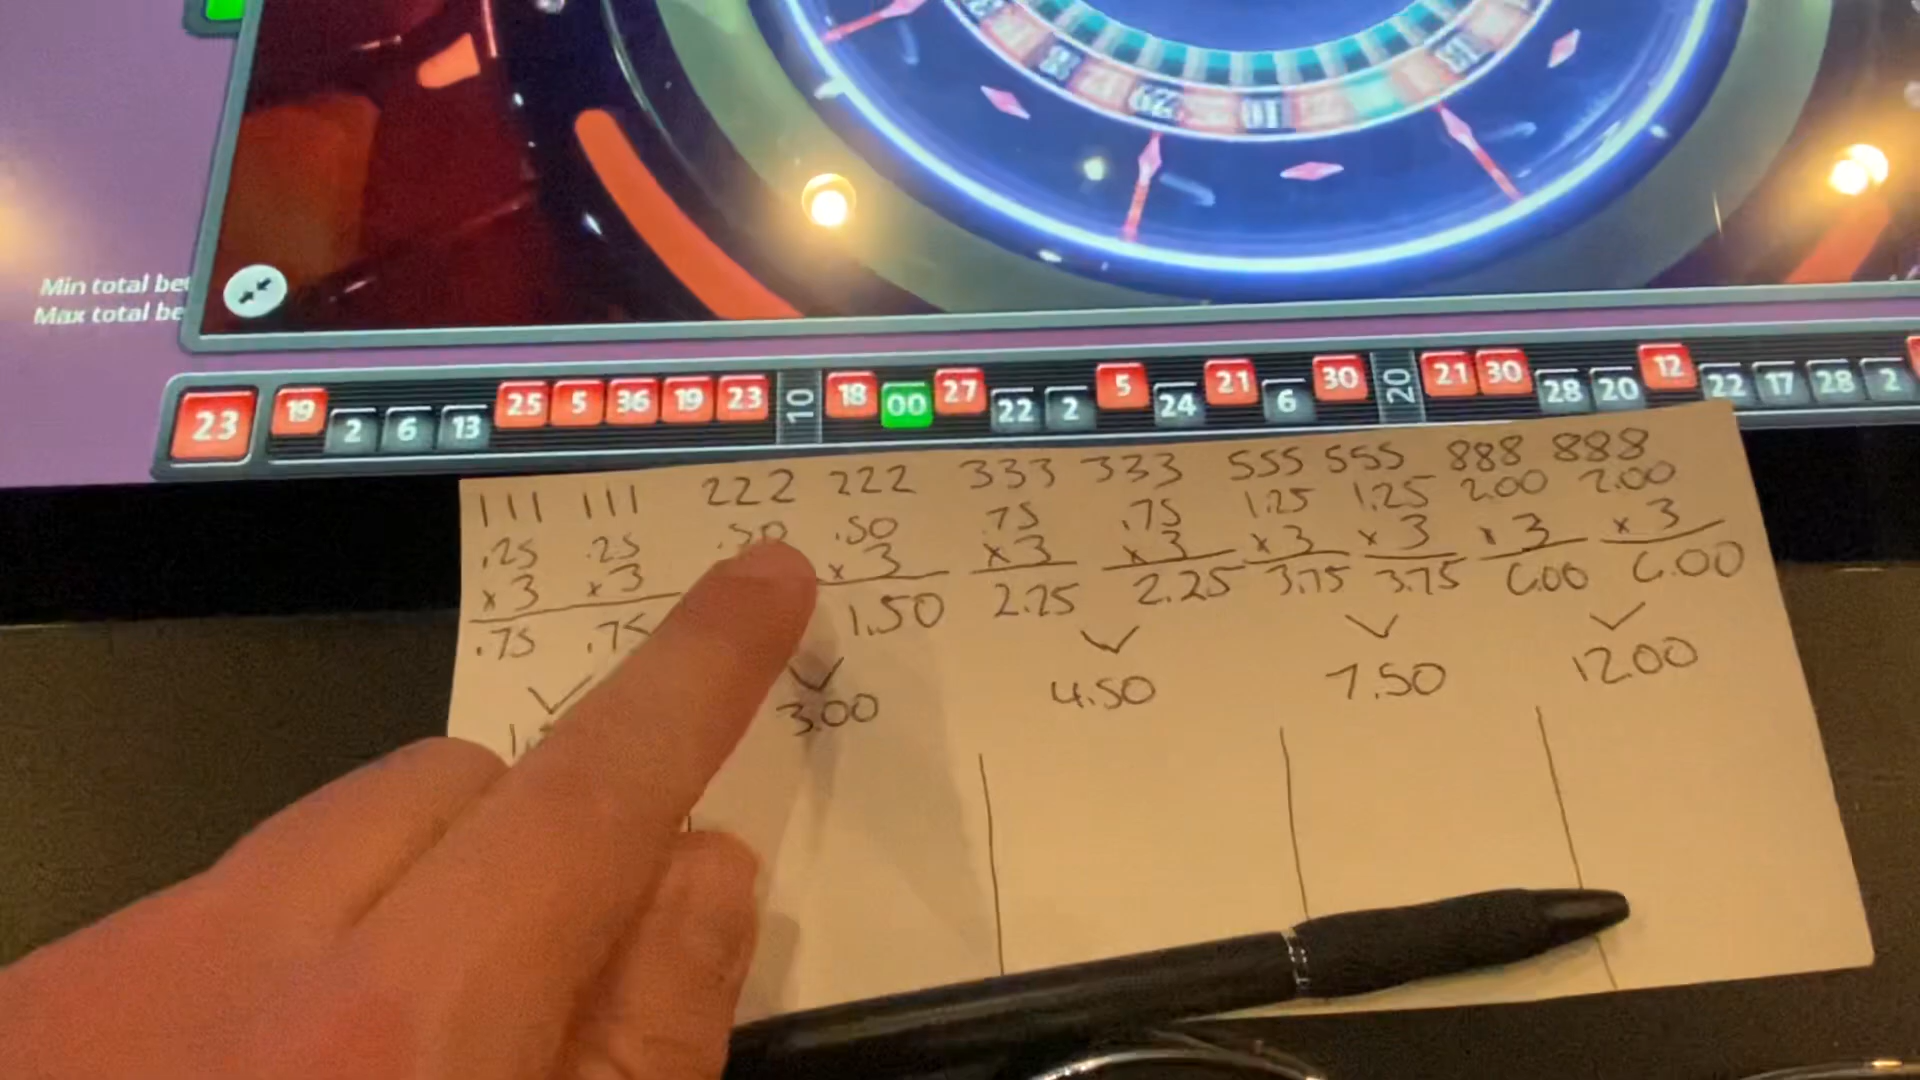 Min total be
Max total be
23 19 2 6 13 25 5 36 19 23 10 18 00 27 22 2 5 24 21 6 30 20 21 30 28 20 12 22 17 28 2
111 111 222 222 333 333 555 555 888 888
.25 .25 .50 .50 .75 .75 1.25 1.25 2.00 2.00
x3 x3 x3 x3 x3 x3 x3 x3 x3
.75 .75 1.50 2.25 2.25 3.75 3.75 6.00 6.00
3.00 4.50 7.50 12.00